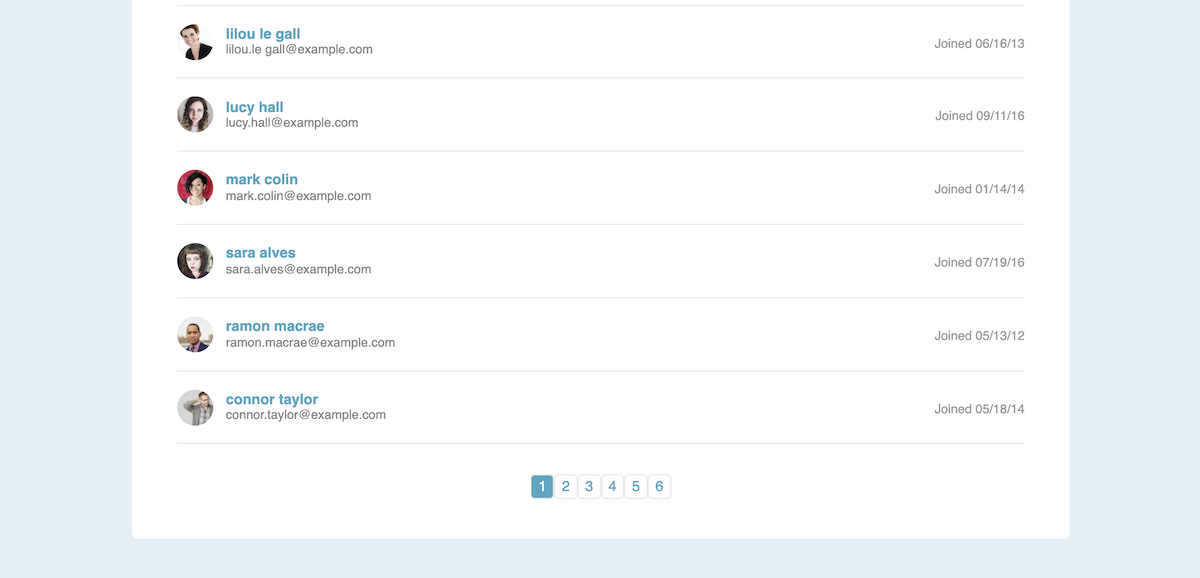 lilou le gall
lilou.le gall@example.com
Joined 06/16/13
lucy hall
lucy.hall@example.com
Joined 09/11/16
mark colin
mark.colin@example.com
Joined 01/14/14
sara alves
sara.alves@example.com
Joined 07/19/16
ramon macrae
ramon.macrae@example.com
Joined 05/13/12
connor taylor
connor.taylor@example.com
Joined 05/18/14
1 2 3 4 5 6